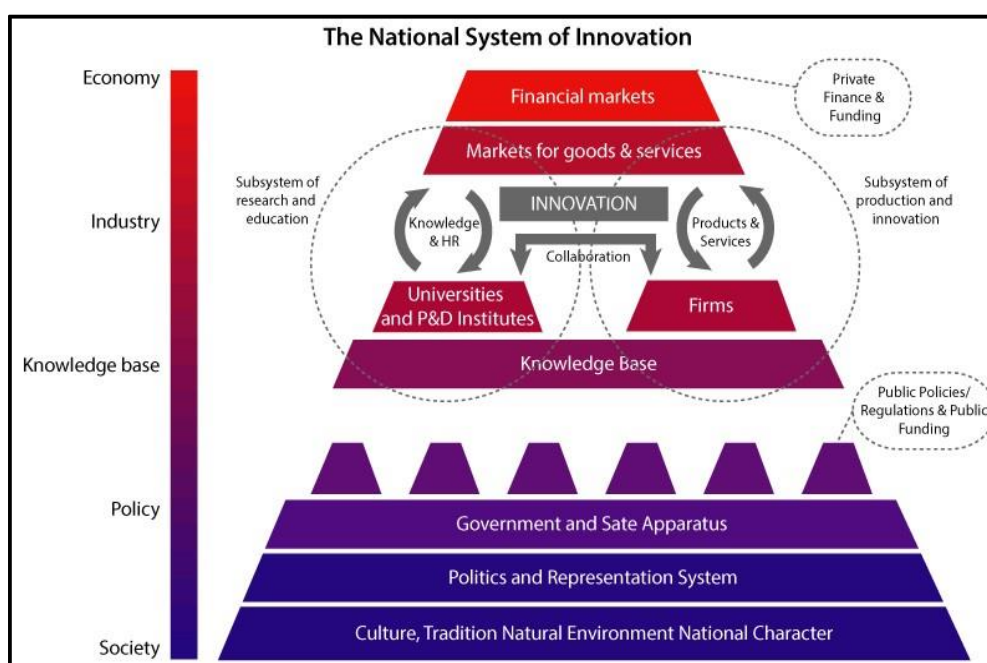 The National System of Innovation
Economy
Financial markets
Private
Finance &
Funding
Markets for goods & services
Subsystem of
research and
education
Subsystem of
production and
innovation
Industry
INNOVATION
Knowledge
& HR
Products &
Services
Collaboration
Universities
and P&D Institutes
Firms
Knowledge base
Knowledge Base
Public Policies/
Regulations & Public
Funding
Policy
Government and Sate Apparatus
Politics and Representation System
Society
Culture, Tradition Natural Environment National Character